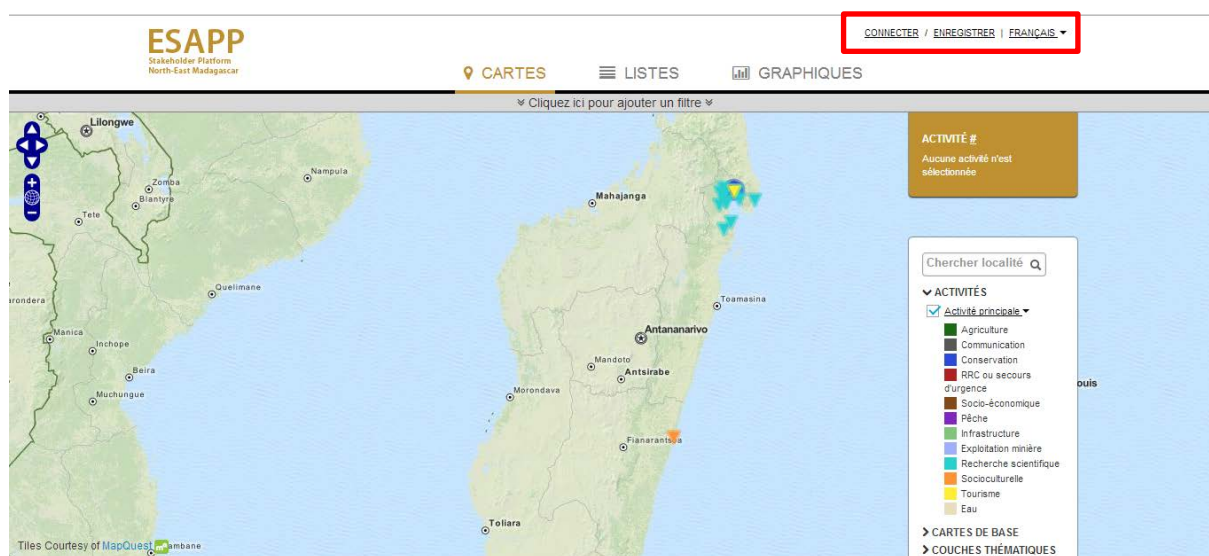 CONNECTER / ENREGISTRER | FRANÇAIS
ESAPP
Stakeholder Platform
North-East Madagascar
CARTES
LISTES
GRAPHIQUES
Cliquez ici pour ajouter un filtre
Lilongwe
Nampula
Zomba
Blantyre
Tete
Mahajanga
Quelimane
arondera
Toamasina
Manica
Inchope
Antananarivo
Mandoto
Antsirabe
Beira
Muchungue
Morondava
Fianarantsoa
Toliara
Tiles Courtesy of MapQuest
mbane
ACTIVITÉ #
Aucune activité n'est
sélectionnée
Chercher localité
ACTIVITÉS
Activité principale
Agriculture
Communication
Conservation
RRC ou secours
d'urgence
Socio-économique
Pêche
Infrastructure
Exploitation minière
Recherche scientifique
Socioculturelle
Tourisme
Eau
ouis
CARTES DE BASE
COUCHES THÉMATIQUES